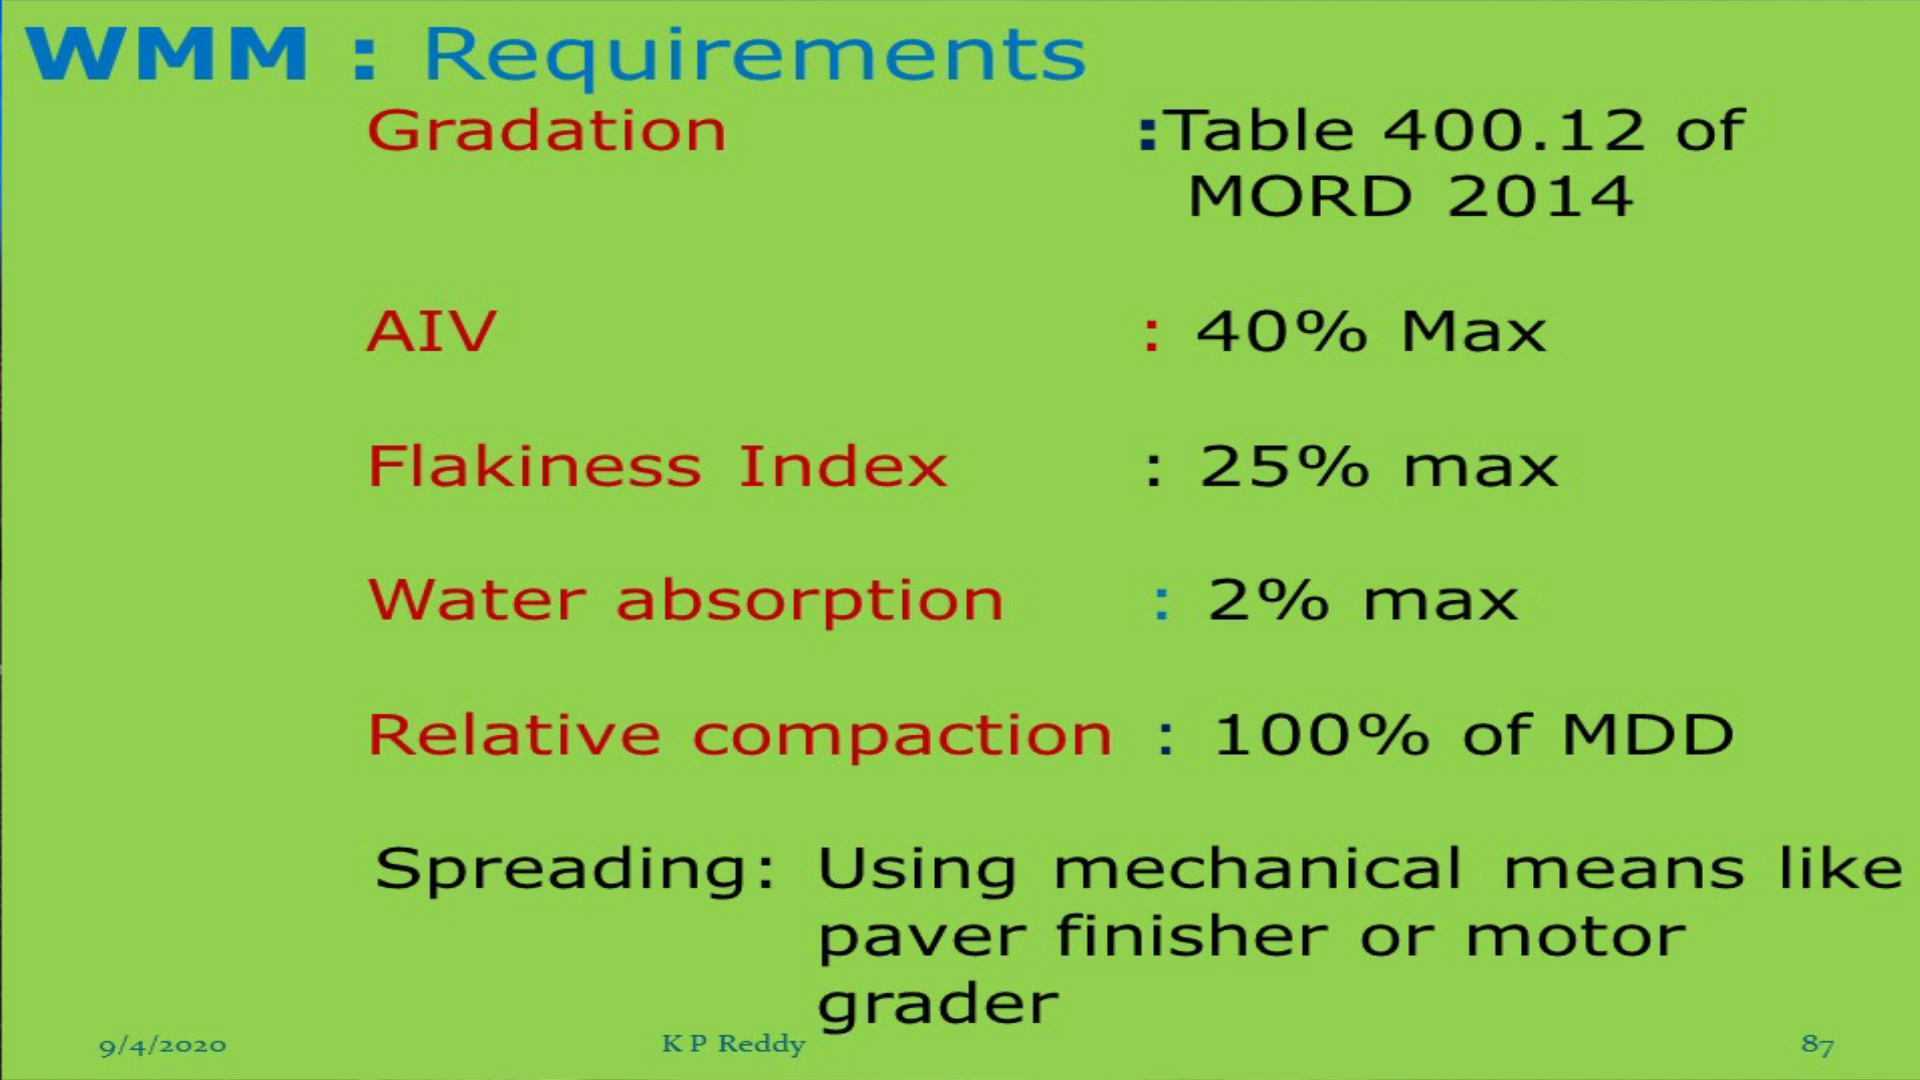 WMM : Requirements
Gradation :Table 400.12 of
MORD 2014
AIV : 40% Max
Flakiness Index : 25% max
Water absorption : 2% max
Relative compaction : 100% of MDD
Spreading: Using mechanical means like
paver finisher or motor
grader
9/4/2020 K P Reddy 87